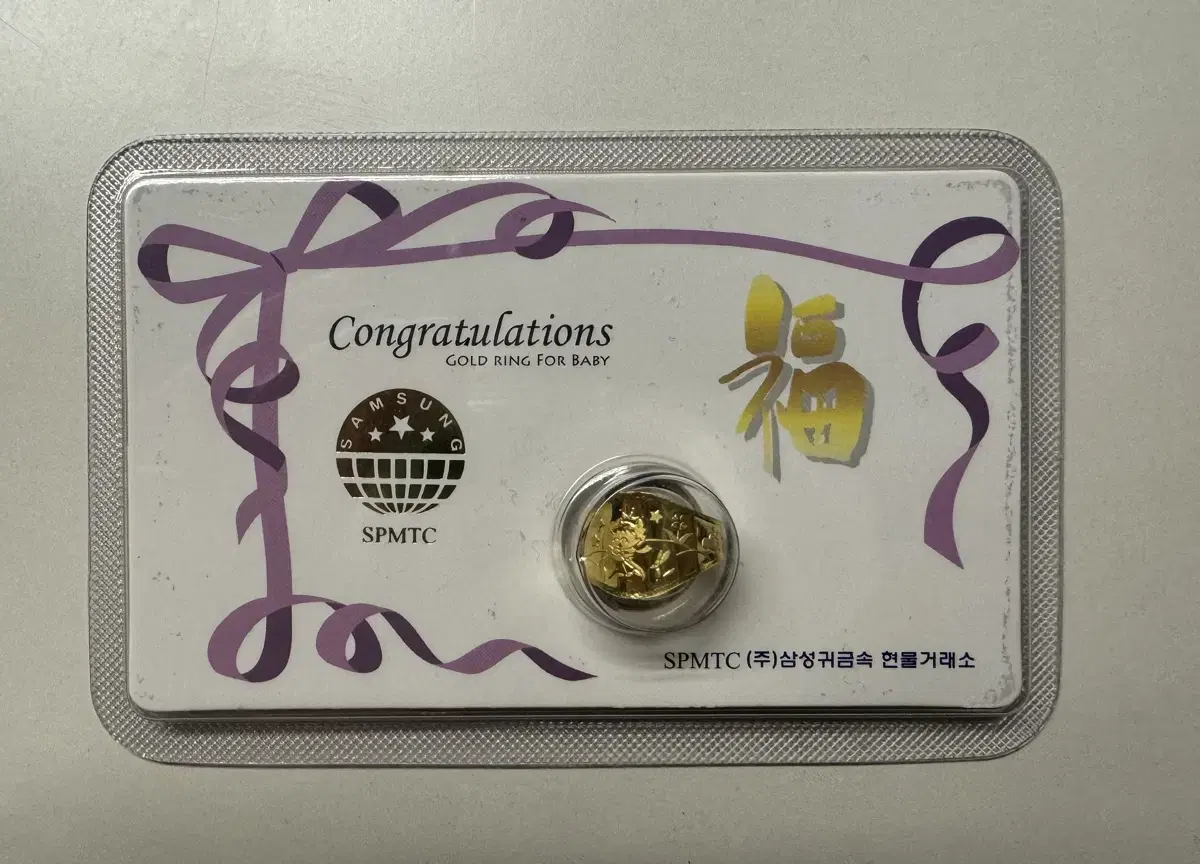 Congratulations
GOLD RING FOR BABY
福
SAMSUNG
SPMTC
SPMTC (주)삼성귀금속 현물거래소